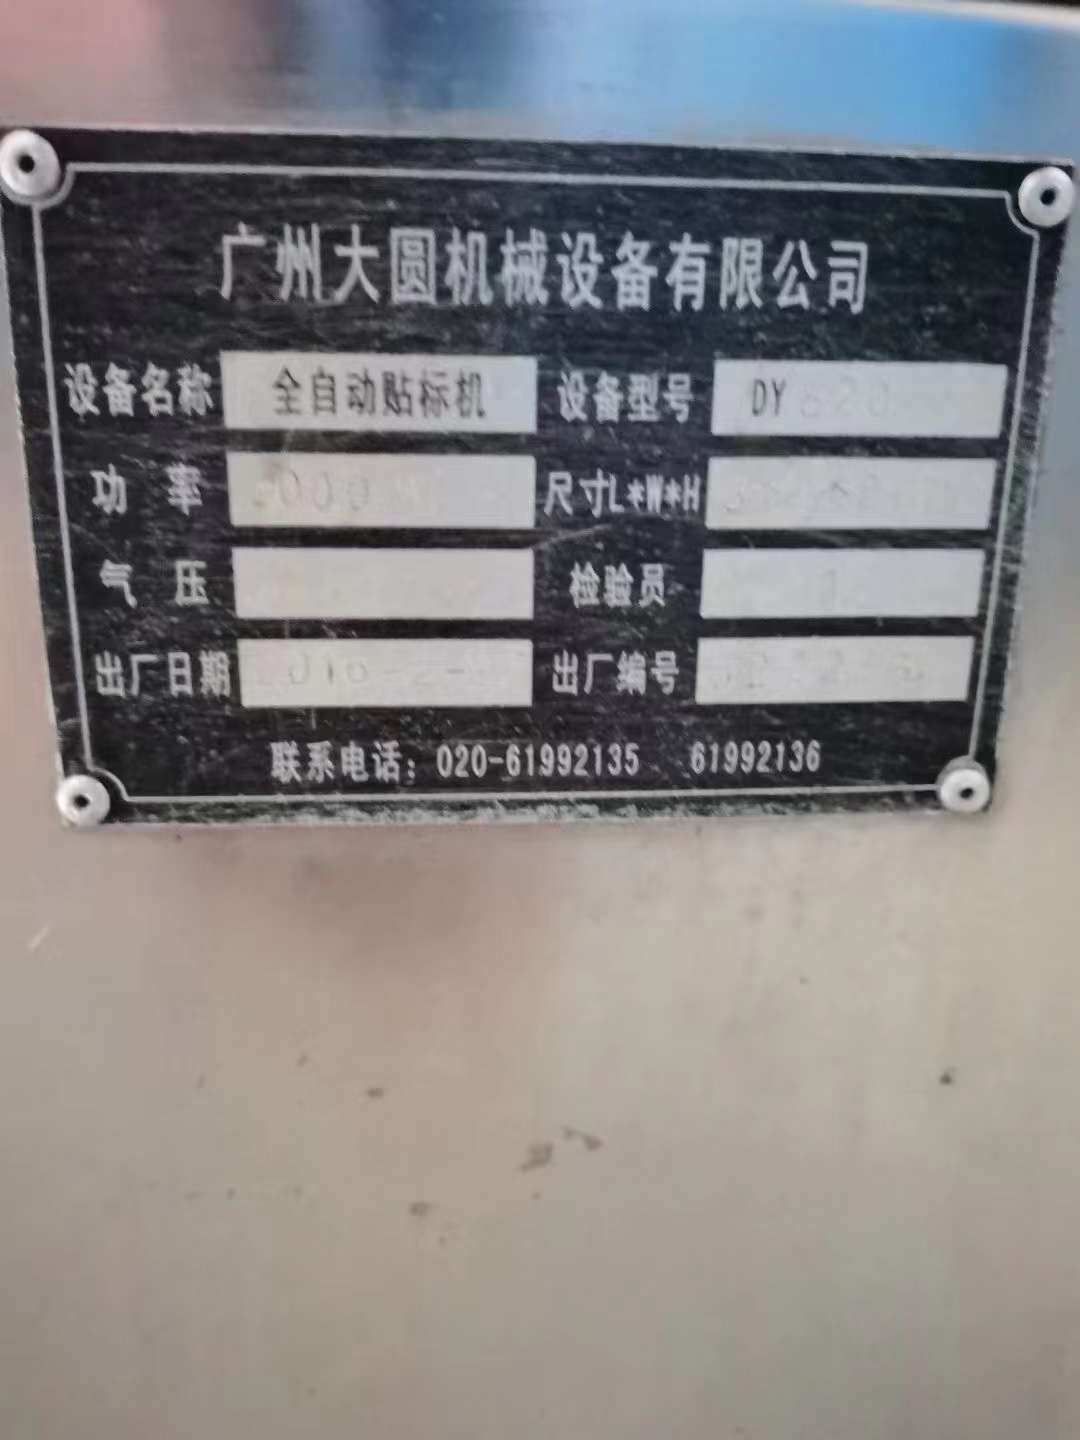 广州大圆机械设备有限公司
设备名称 全自动贴标机 设备型号 DY820
功率 尺寸L*W*H
气压 检验员
出厂日期 出厂编号
联系电话：020-61992135 61992136